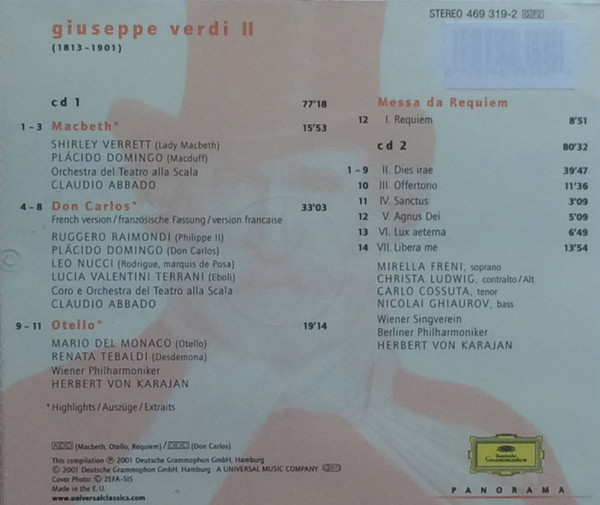 giuseppe verdi II
(1813-1901)
STEREO 469 319-2 GP2
cd 1 77'18
1-3 Macbeth* 15'53
SHIRLEY VERRETT (Lady Macbeth)
PLÁCIDO DOMINGO (Macduff)
Orchestra del Teatro alla Scala
CLAUDIO ABBADO
4-8 Don Carlos* 33'03
French version / französische Fassung / version francaise
RUGGERO RAIMONDI (Philippe II)
PLÁCIDO DOMINGO (Don Carlos)
LEO NUCCI (Rodrigue, marquis de Posa)
LUCIA VALENTINI TERRANI (Eboli)
Coro e Orchestra del Teatro alla Scala
CLAUDIO ABBADO
9-11 Otello* 19'14
MARIO DEL MONACO (Otello)
RENATA TEBALDI (Desdemona)
Wiener Philharmoniker
HERBERT VON KARAJAN
* Highlights / Auszüge / Extraits
Messa da Requiem
12 I. Requiem 8'51
cd 2 80'32
1-9 II. Dies irae 39'47
10 III. Offertorio 11'36
11 IV. Sanctus 3'09
12 V. Agnus Dei 5'09
13 VI. Lux aeterna 6'49
14 VII. Libera me 13'54
MIRELLA FRENI, soprano
CHRISTA LUDWIG, contralto / Alt
CARLO COSSUTA, tenor
NICOLAI GHIAUROV, bass
Wiener Singverein
Berliner Philharmoniker
HERBERT VON KARAJAN
ADD (Macbeth, Otello, Requiem) / DDD (Don Carlos)
This compilation ℗ 2001 Deutsche Grammophon GmbH, Hamburg
© 2001 Deutsche Grammophon GmbH, Hamburg · A UNIVERSAL MUSIC COMPANY
Cover Photo: © ZEFA-SIS
Made in the E.U.
www.universalclassics.com
Deutsche
Grammophon
PANORAMA